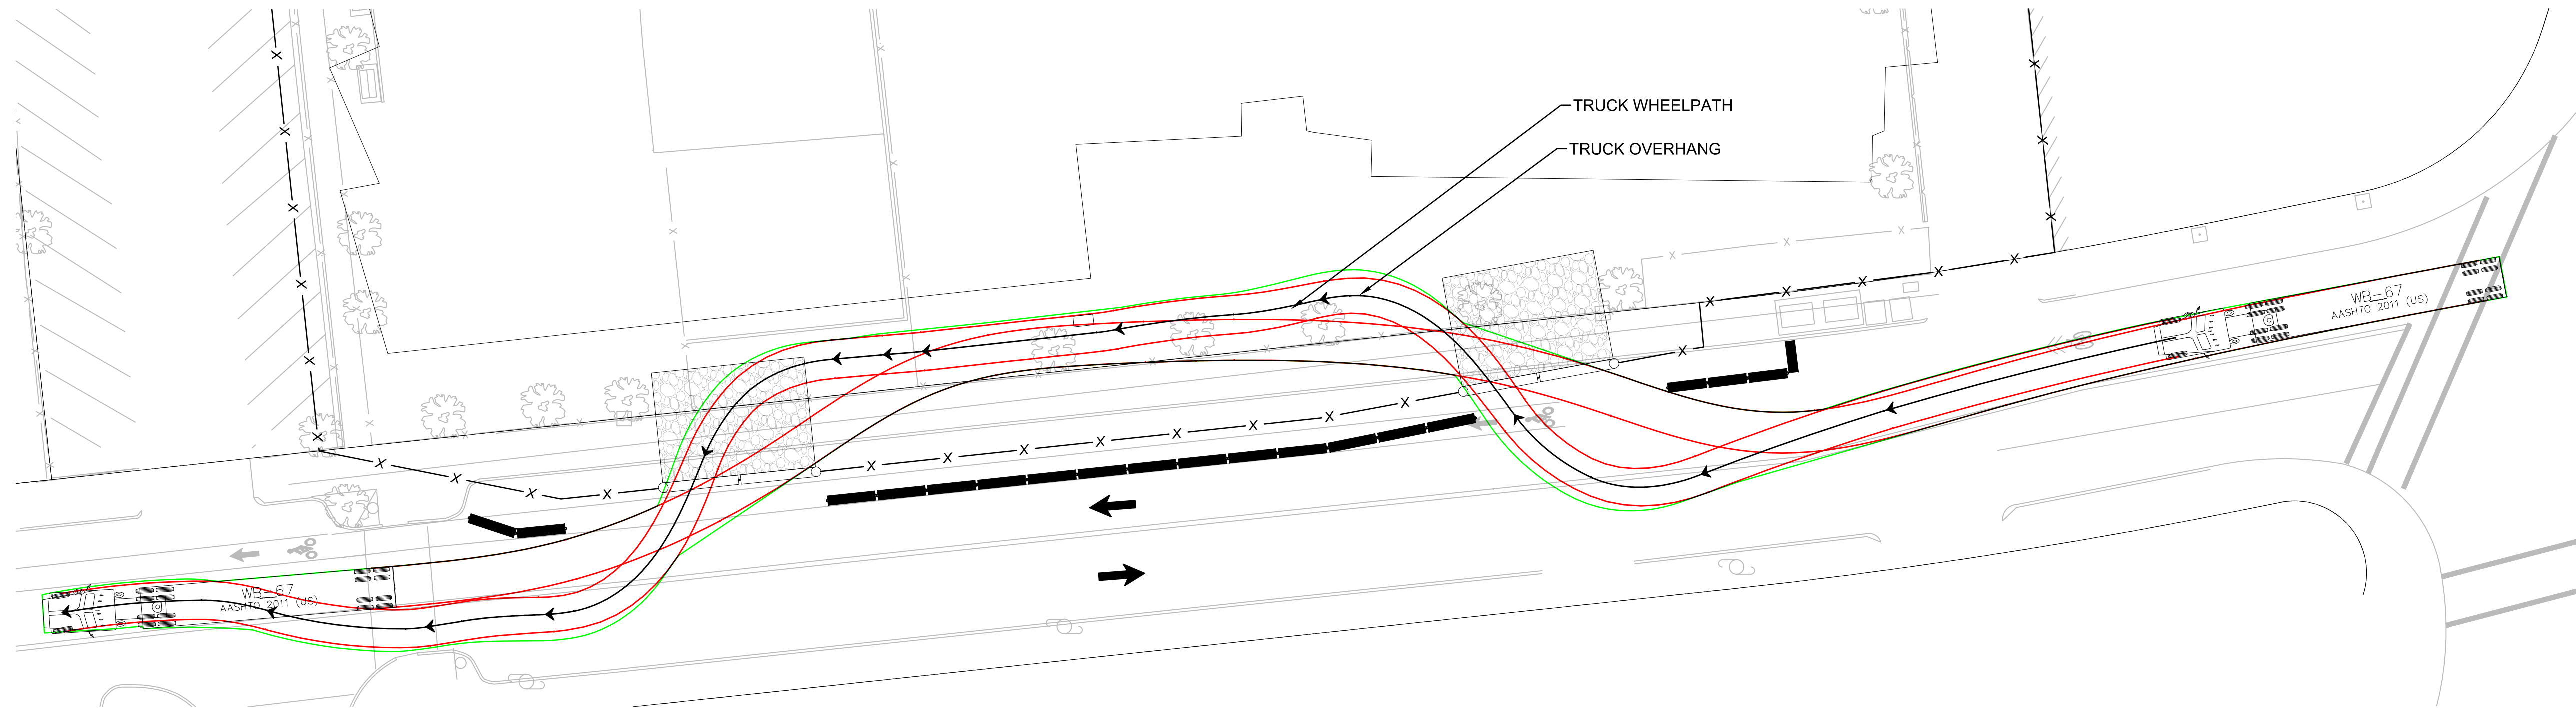 TRUCK WHEELPATH
TRUCK OVERHANG
WB-67
AASHTO 2011 (US)
WB-67
AASHTO 2011 (US)